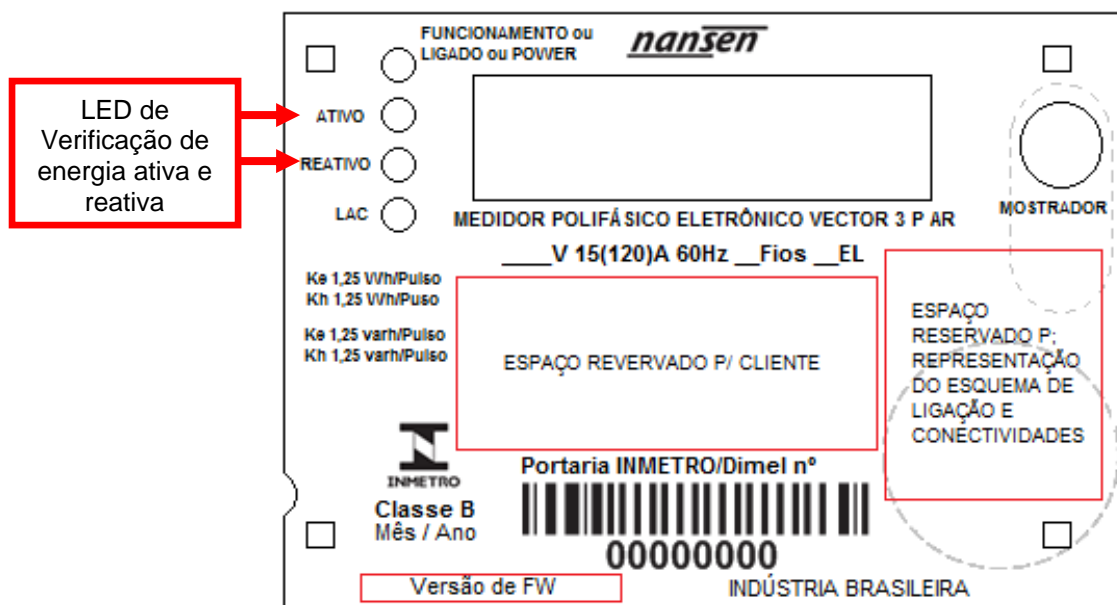 LED de
Verificação de
energia ativa e
reativa
FUNCIONAMENTO ou
LIGADO ou POWER
nansen
ATIVO
REATIVO
LAC
MOSTRADOR
MEDIDOR POLIFÁSICO ELETRÔNICO VECTOR 3 P AR
____V 15(120)A 60Hz __Fios __EL
Ke 1,25 Wh/Pulso
Kh 1,25 Wh/Puso
Ke 1,25 varh/Pulso
Kh 1,25 varh/Pulso
ESPAÇO REVERVADO P/ CLIENTE
ESPAÇO
RESERVADO P;
REPRESENTAÇÃO
DO ESQUEMA DE
LIGAÇÃO E
CONECTIVIDADES
INMETRO
Classe B
Mês / Ano
Portaria INMETRO/Dimel nº
00000000
Versão de FW
INDÚSTRIA BRASILEIRA